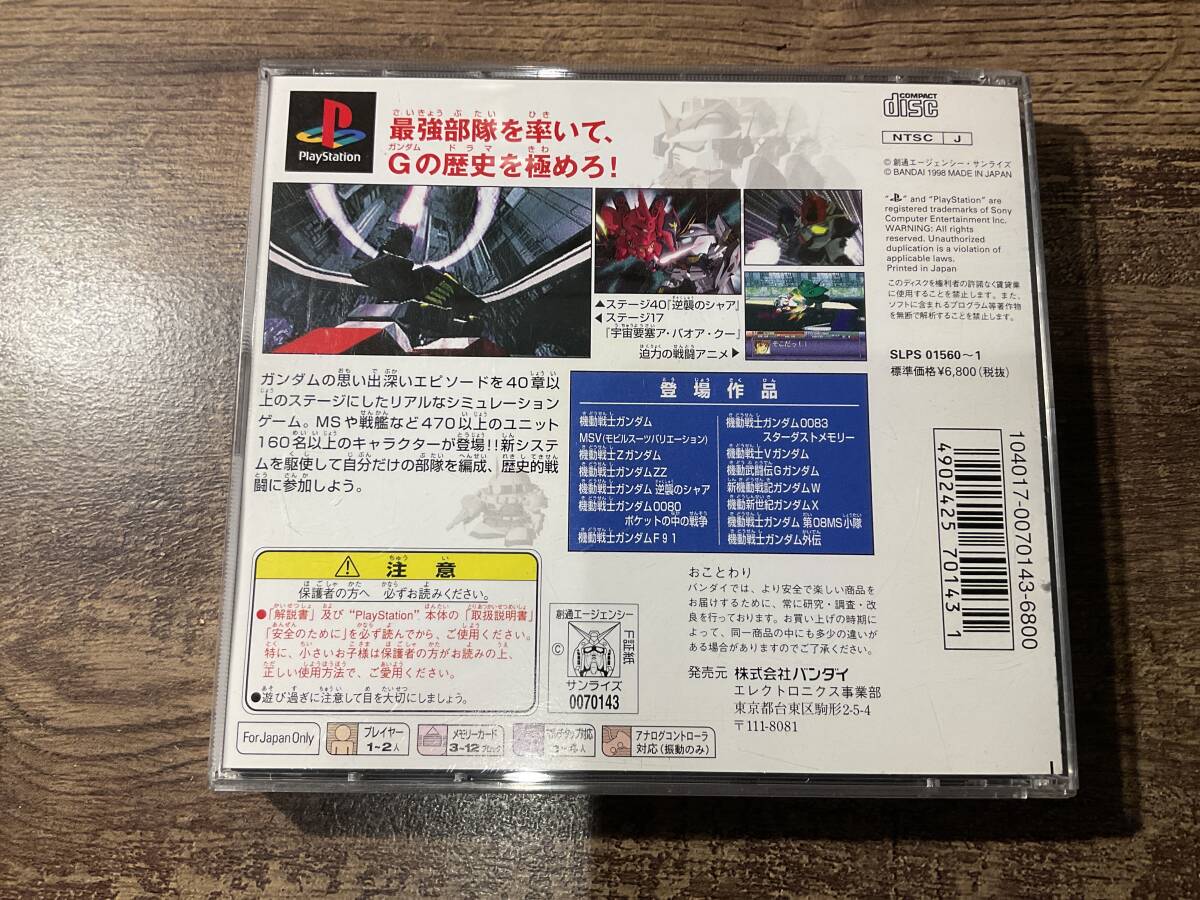 PlayStation
最強部隊を率いて、
Gの歴史を極めろ!
COMPACT
disc
NTSC J
© 創通エージェンシー・サンライズ
© BANDAI 1998 MADE IN JAPAN
" " and "PlayStation" are
registered trademarks of Sony
Computer Entertainment Inc.
WARNING: All rights
reserved. Unauthorized
duplication is a violation of
applicable laws.
Printed in Japan
このディスクを権利者の許諾なく賃貸業
に使用することを禁止します。また、
ソフトに含まれるプログラム等著作物
を無断で解析することも禁止します。
SLPS 01560~1
標準価格¥6,800(税抜)
▲ステージ40『逆襲のシャア』
◀ステージ17
『宇宙要塞ア・バオア・クー』
迫力の戦闘アニメ▶
そこだっ!!
ガンダムの思い出深いエピソードを40章以
上のステージにしたリアルなシミュレーション
ゲーム。MSや戦艦など470以上のユニット
160名以上のキャラクターが登場!!新システ
ムを駆使して自分だけの部隊を編成、歴史的戦
闘に参加しよう。
登場作品
機動戦士ガンダム
MSV(モビルスーツバリエーション)
機動戦士Zガンダム
機動戦士ガンダムZZ
機動戦士ガンダム 逆襲のシャア
機動戦士ガンダム0080
ポケットの中の戦争
機動戦士ガンダムF91
機動戦士ガンダム0083
スターダストメモリー
機動戦士Vガンダム
機動武闘伝Gガンダム
新機動戦記ガンダムW
機動新世紀ガンダムX
機動戦士ガンダム 第08MS小隊
機動戦士ガンダム外伝
104017-0070143-6800
4902425 70143 1
注意
保護者の方へ 必ずお読みください。
●「解説書」及び"PlayStation"本体の「取扱説明書」
「安全のために」を必ず読んでから、ご使用ください。
特に、小さいお子様は保護者の方がお読みの上、
正しい使用方法で、ご愛用ください。
●遊び過ぎに注意して目を大切にしましょう。
創通エージェンシー
©
F証紙
サンライズ
0070143
おことわり
バンダイでは、より安全で楽しい商品を
お届けするために、常に研究・調査・改
良を行っております。お買い上げの時期に
よって、同一商品の中にも多少の違いが
ある場合がありますのでご了承ください。
発売元 株式会社バンダイ
エレクトロニクス事業部
東京都台東区駒形2-5-4
〒111-8081
For Japan Only
プレイヤー
1~2人
メモリーカード
3~12ブロック
マルチタップ対応
アナログコントローラ
対応(振動のみ)